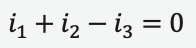 i₁ + i₂ − i₃ = 0